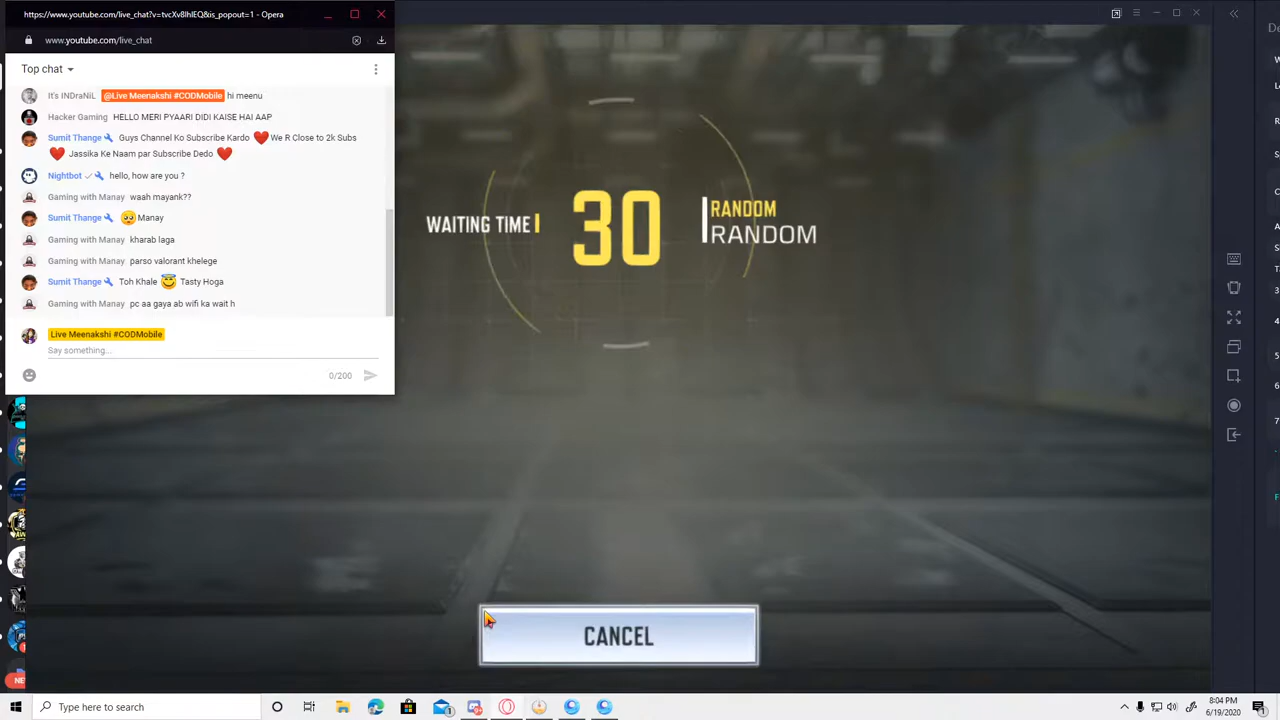 https://www.youtube.com/live_chat?v=tvcXv8IhIEQ&is_popout=1 - Opera
www.youtube.com/live_chat
Top chat
It's INDraNiL @Live Meenakshi #CODMobile hi meenu
Hacker Gaming HELLO MERI PYAARI DIDI KAISE HAI AAP
Sumit Thange Guys Channel Ko Subscribe Kardo ❤️ We R Close to 2k Subs
❤️ Jassika Ke Naam par Subscribe Dedo ❤️
Nightbot hello, how are you ?
Gaming with Manay waah mayank??
Sumit Thange 🥺 Manay
Gaming with Manay kharab laga
Gaming with Manay parso valorant khelege
Sumit Thange Toh Khale 😇 Tasty Hoga
Gaming with Manay pc aa gaya ab wifi ka wait h
Live Meenakshi #CODMobile
Say something...
0/200
WAITING TIME
30
RANDOM
RANDOM
CANCEL
Type here to search
8:04 PM
6/19/2020